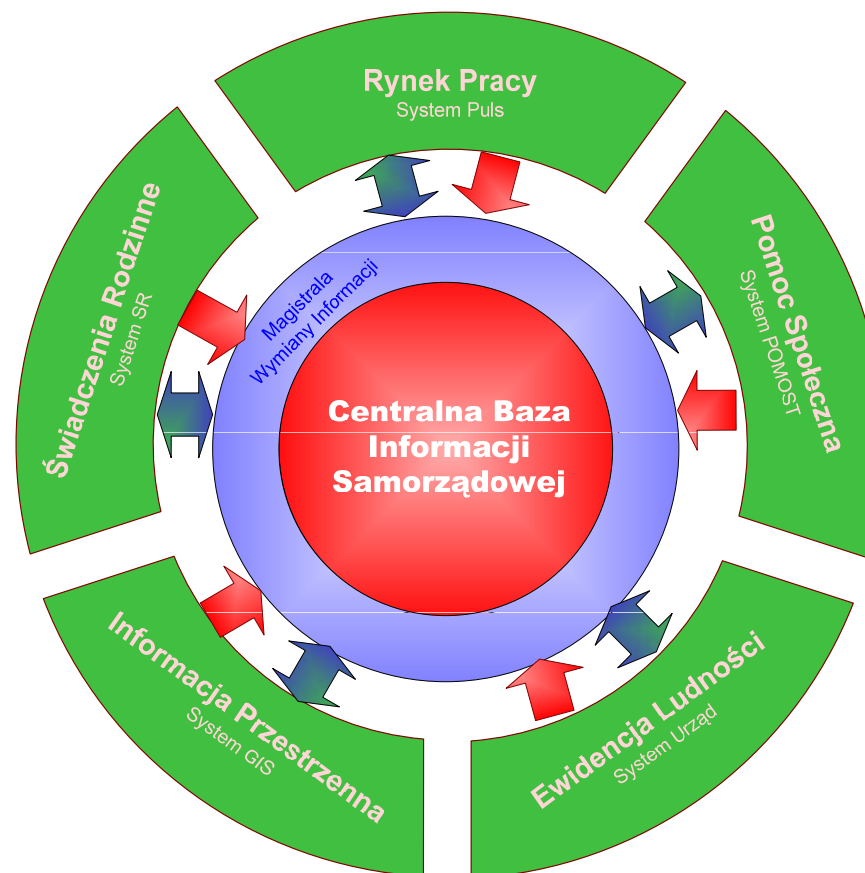 Rynek Pracy
System Puls
Pomoc Społeczna
System POMOST
Ewidencja Ludności
System Urząd
Informacja Przestrzenna
System GIS
Świadczenia Rodzinne
System SR
Magistrala
Wymiany Informacji
Centralna Baza
Informacji
Samorządowej